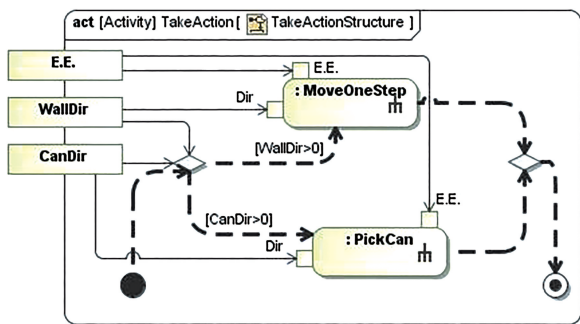 act [Activity] TakeAction[ TakeActionStructure ]
E.E.
E.E.
: MoveOneStep
WallDir
Dir
CanDir
[WallDir>0]
E.E.
[CanDir>0]
: PickCan
Dir